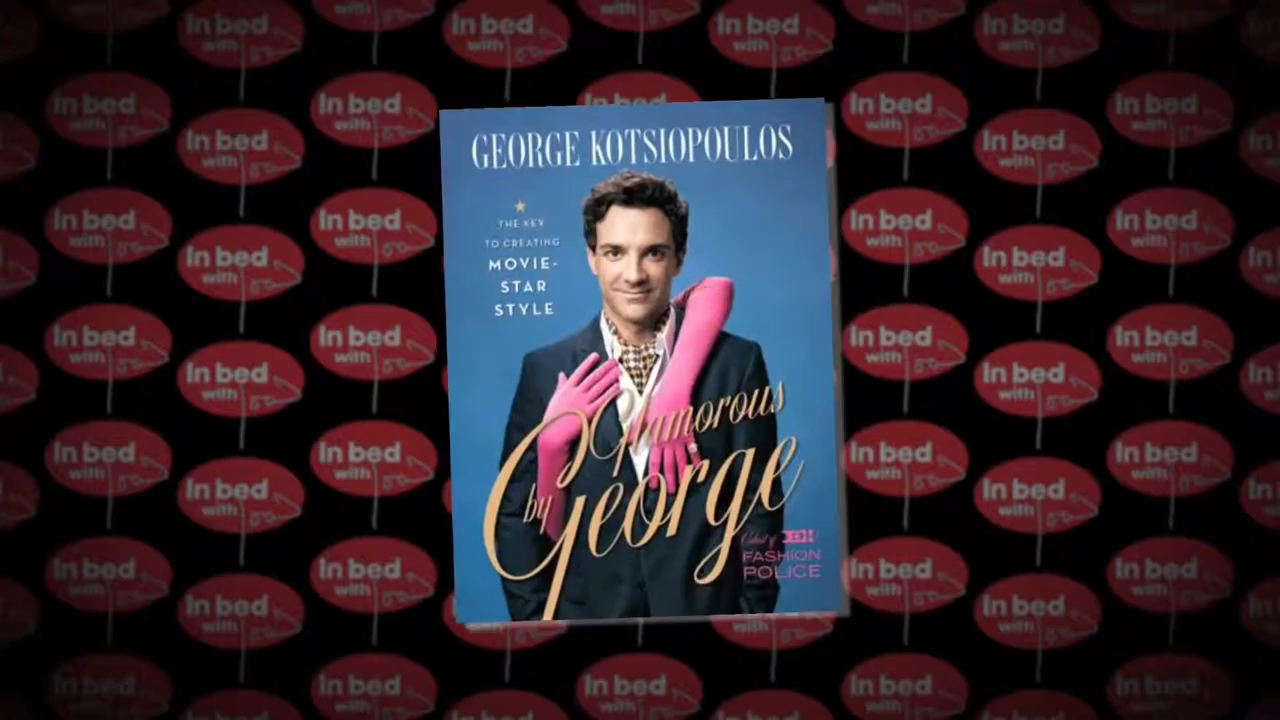 GEORGE KOTSIOPOULOS
THE KEY
TO CREATING
MOVIE-
STAR
STYLE
Glamorous
by George
FASHION
POLICE
In bed
with